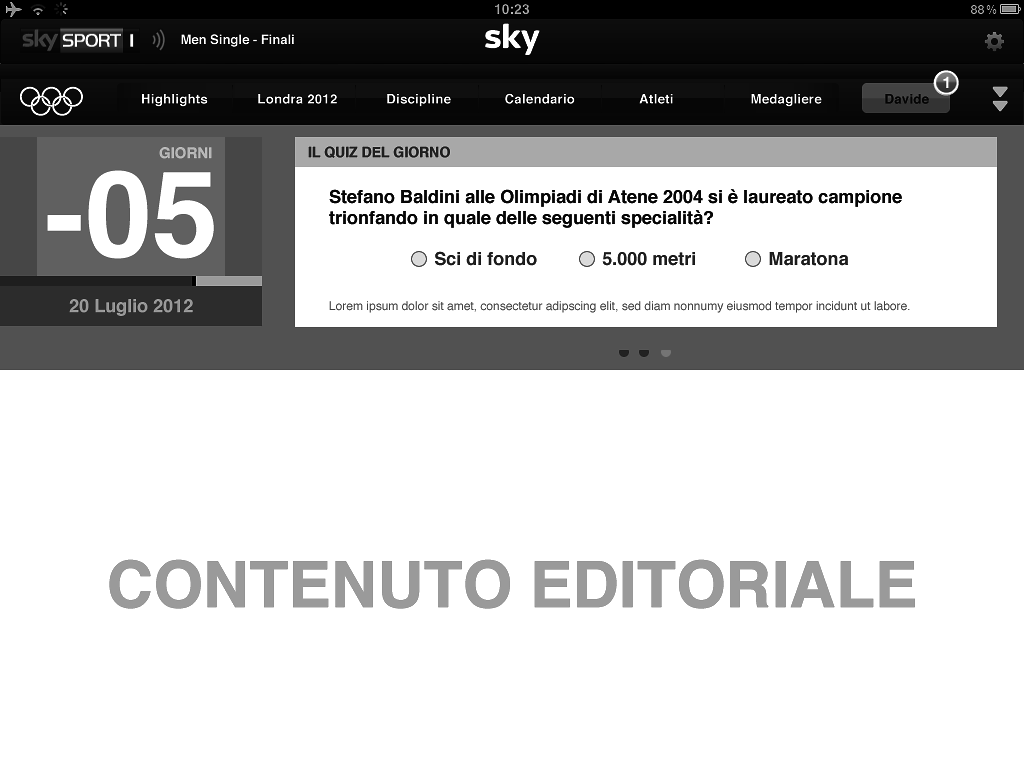 10:23
88 %
sky SPORT 1
Men Single - Finali
sky
Highlights
Londra 2012
Discipline
Calendario
Atleti
Medagliere
Davide
1
GIORNI
-05
20 Luglio 2012
IL QUIZ DEL GIORNO
Stefano Baldini alle Olimpiadi di Atene 2004 si è laureato campione
trionfando in quale delle seguenti specialità?
Sci di fondo
5.000 metri
Maratona
Lorem ipsum dolor sit amet, consectetur adipscing elit, sed diam nonnumy eiusmod tempor incidunt ut labore.
CONTENUTO EDITORIALE